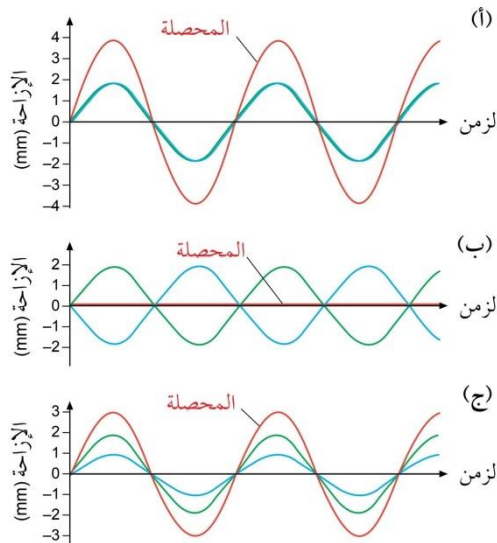 (أ)
المحصلة
الإزاحة (mm)
4
3
2
1
0
−1
−2
−3
−4
لزمن
(ب)
المحصلة
الإزاحة (mm)
2
1
0
−1
−2
لزمن
(ج)
المحصلة
الإزاحة (mm)
3
2
1
0
−1
−2
−3
لزمن